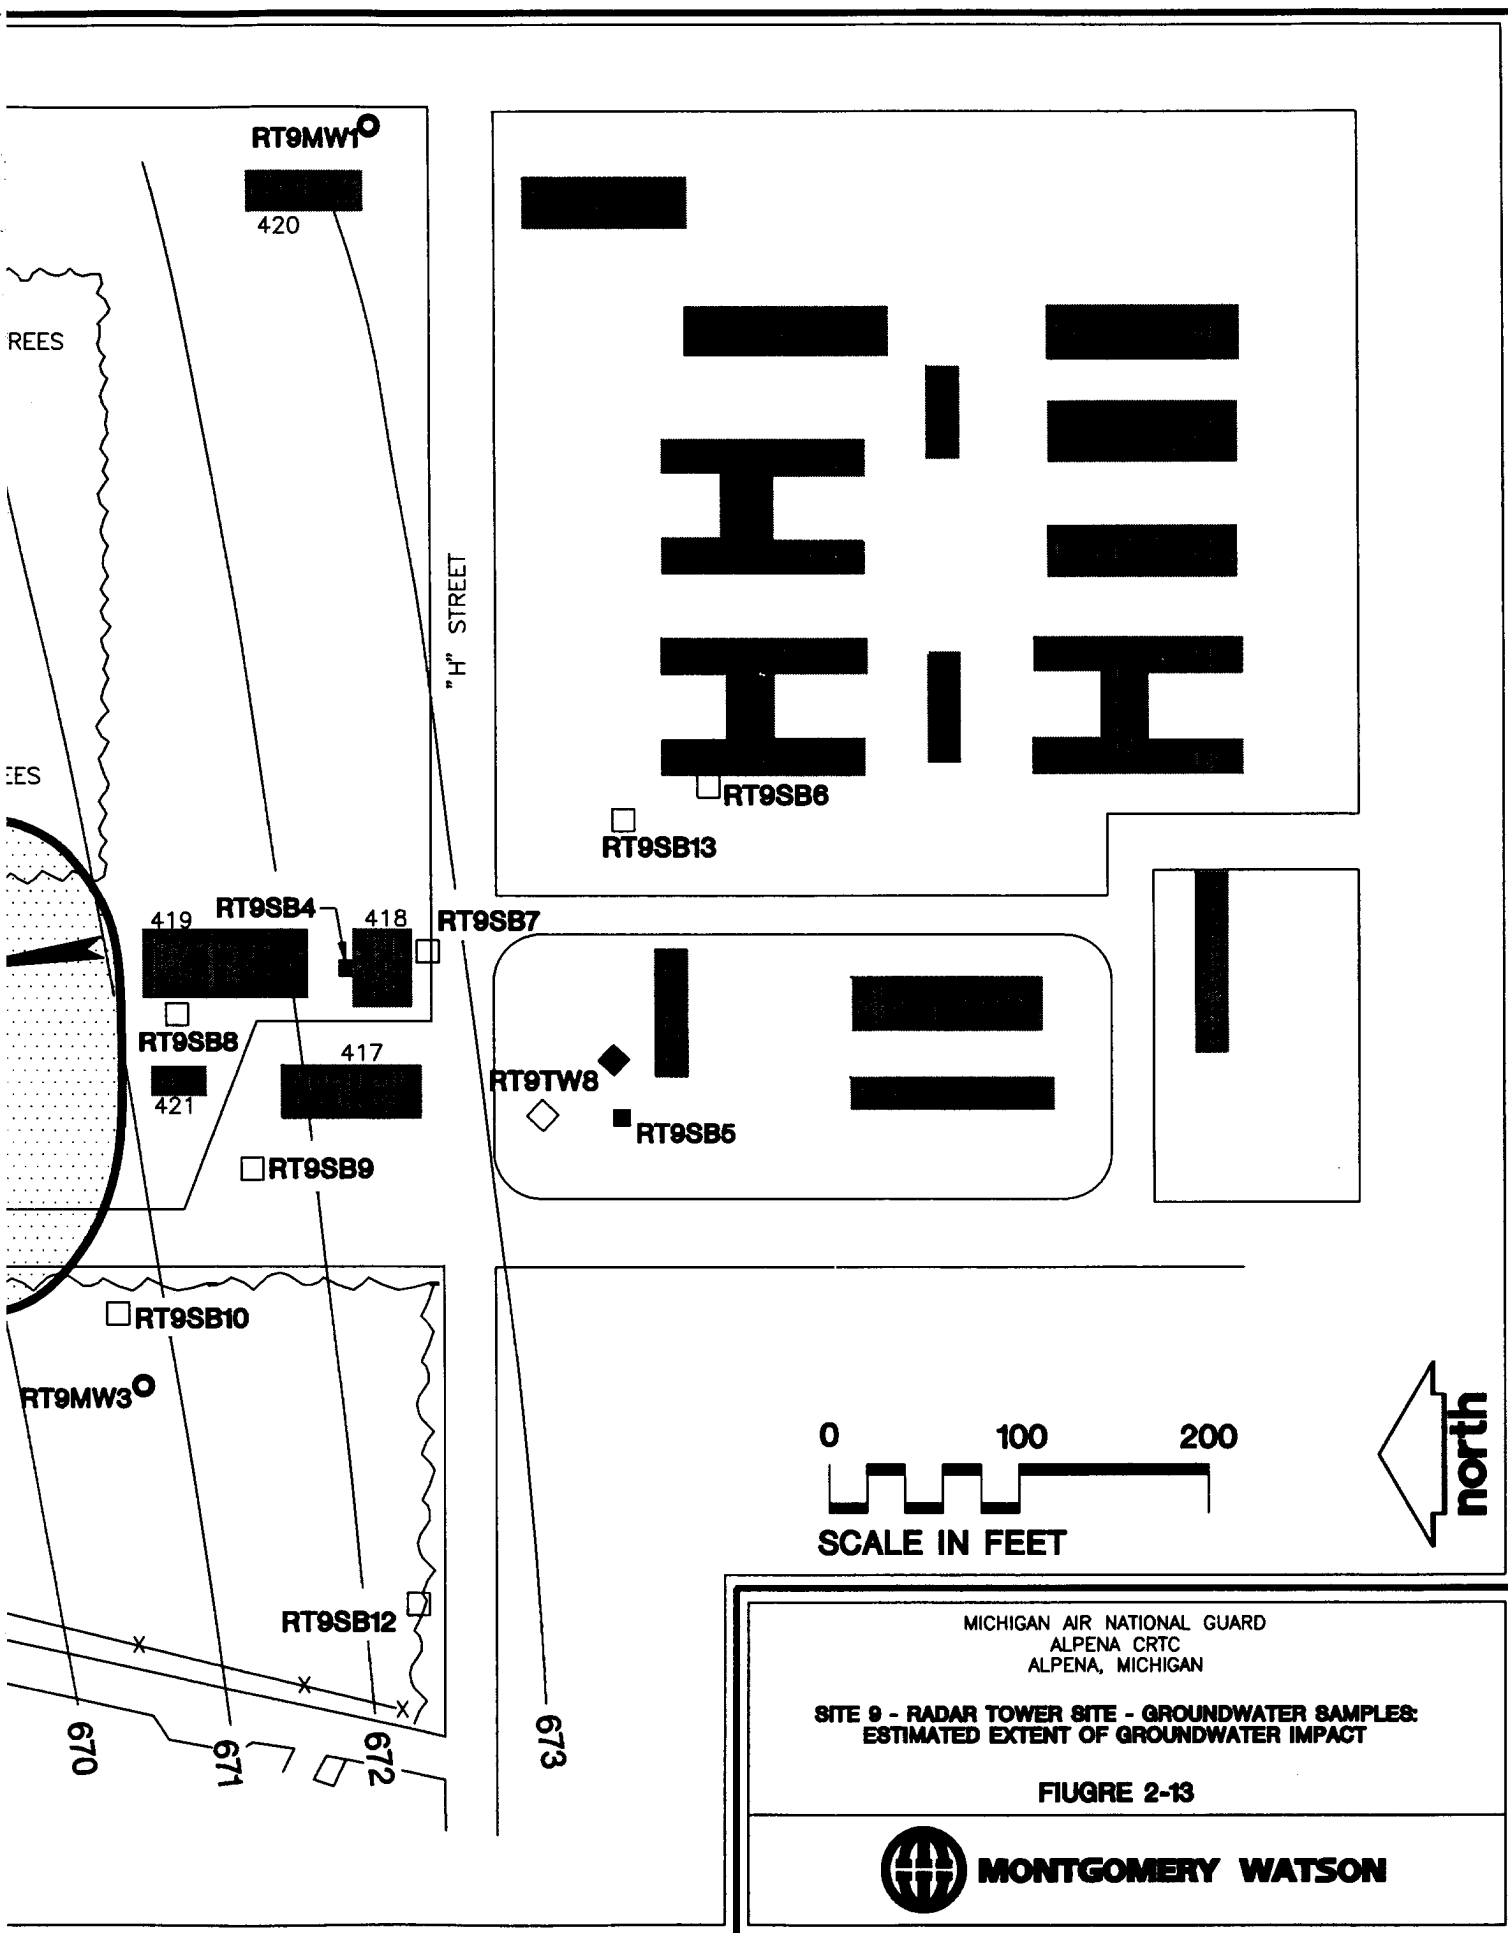 RT9MW1
420
REES
"H" STREET
EES
RT9SB6
RT9SB13
419
RT9SB4
418
RT9SB7
RT9SB8
417
421
RT9TW8
RT9SB5
RT9SB9
RT9SB10
RT9MW3
0 100 200
SCALE IN FEET
north
RT9SB12
670
671
672
673
MICHIGAN AIR NATIONAL GUARD
ALPENA CRTC
ALPENA, MICHIGAN
SITE 9 - RADAR TOWER SITE - GROUNDWATER SAMPLES:
ESTIMATED EXTENT OF GROUNDWATER IMPACT
FIUGRE 2-13
MONTGOMERY WATSON